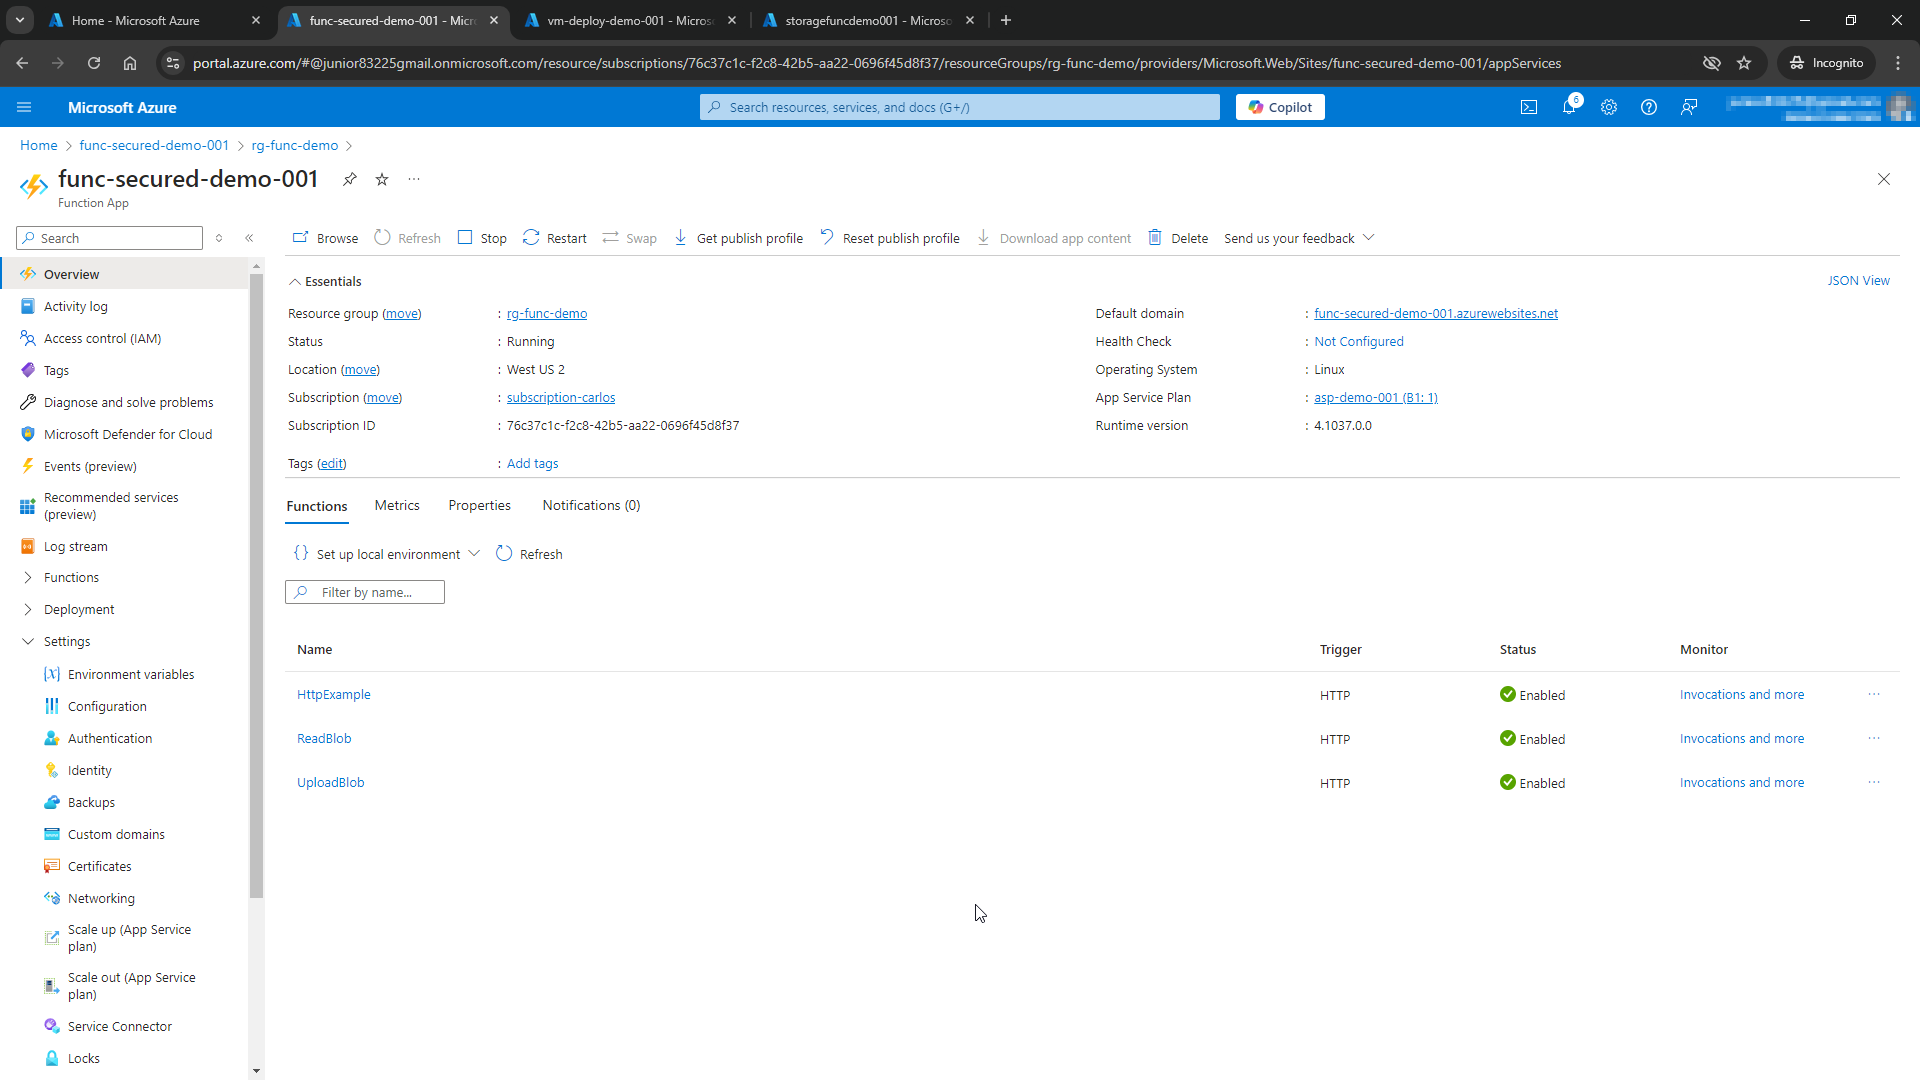 Home - Microsoft Azure
func-secured-demo-001 - Micr
vm-deploy-demo-001 - Microso
storagefuncdemo001 - Microso
portal.azure.com/#@junior83225gmail.onmicrosoft.com/resource/subscriptions/76c37c1c-f2c8-42b5-aa22-0696f45d8f37/resourceGroups/rg-func-demo/providers/Microsoft.Web/Sites/func-secured-demo-001/appServices
Incognito
Microsoft Azure
Search resources, services, and docs (G+/)
Copilot
6
Home > func-secured-demo-001 > rg-func-demo >
func-secured-demo-001
Function App
Search
Browse
Refresh
Stop
Restart
Swap
Get publish profile
Reset publish profile
Download app content
Delete
Send us your feedback
Overview
Activity log
Access control (IAM)
Tags
Diagnose and solve problems
Microsoft Defender for Cloud
Events (preview)
Recommended services
(preview)
Log stream
Functions
Deployment
Settings
Environment variables
Configuration
Authentication
Identity
Backups
Custom domains
Certificates
Networking
Scale up (App Service
plan)
Scale out (App Service
plan)
Service Connector
Locks
Essentials
JSON View
Resource group (move) : rg-func-demo
Status : Running
Location (move) : West US 2
Subscription (move) : subscription-carlos
Subscription ID : 76c37c1c-f2c8-42b5-aa22-0696f45d8f37
Tags (edit) : Add tags
Default domain : func-secured-demo-001.azurewebsites.net
Health Check : Not Configured
Operating System : Linux
App Service Plan : asp-demo-001 (B1: 1)
Runtime version : 4.1037.0.0
Functions
Metrics
Properties
Notifications (0)
Set up local environment
Refresh
Filter by name...
Name Trigger Status Monitor
HttpExample HTTP Enabled Invocations and more
ReadBlob HTTP Enabled Invocations and more
UploadBlob HTTP Enabled Invocations and more